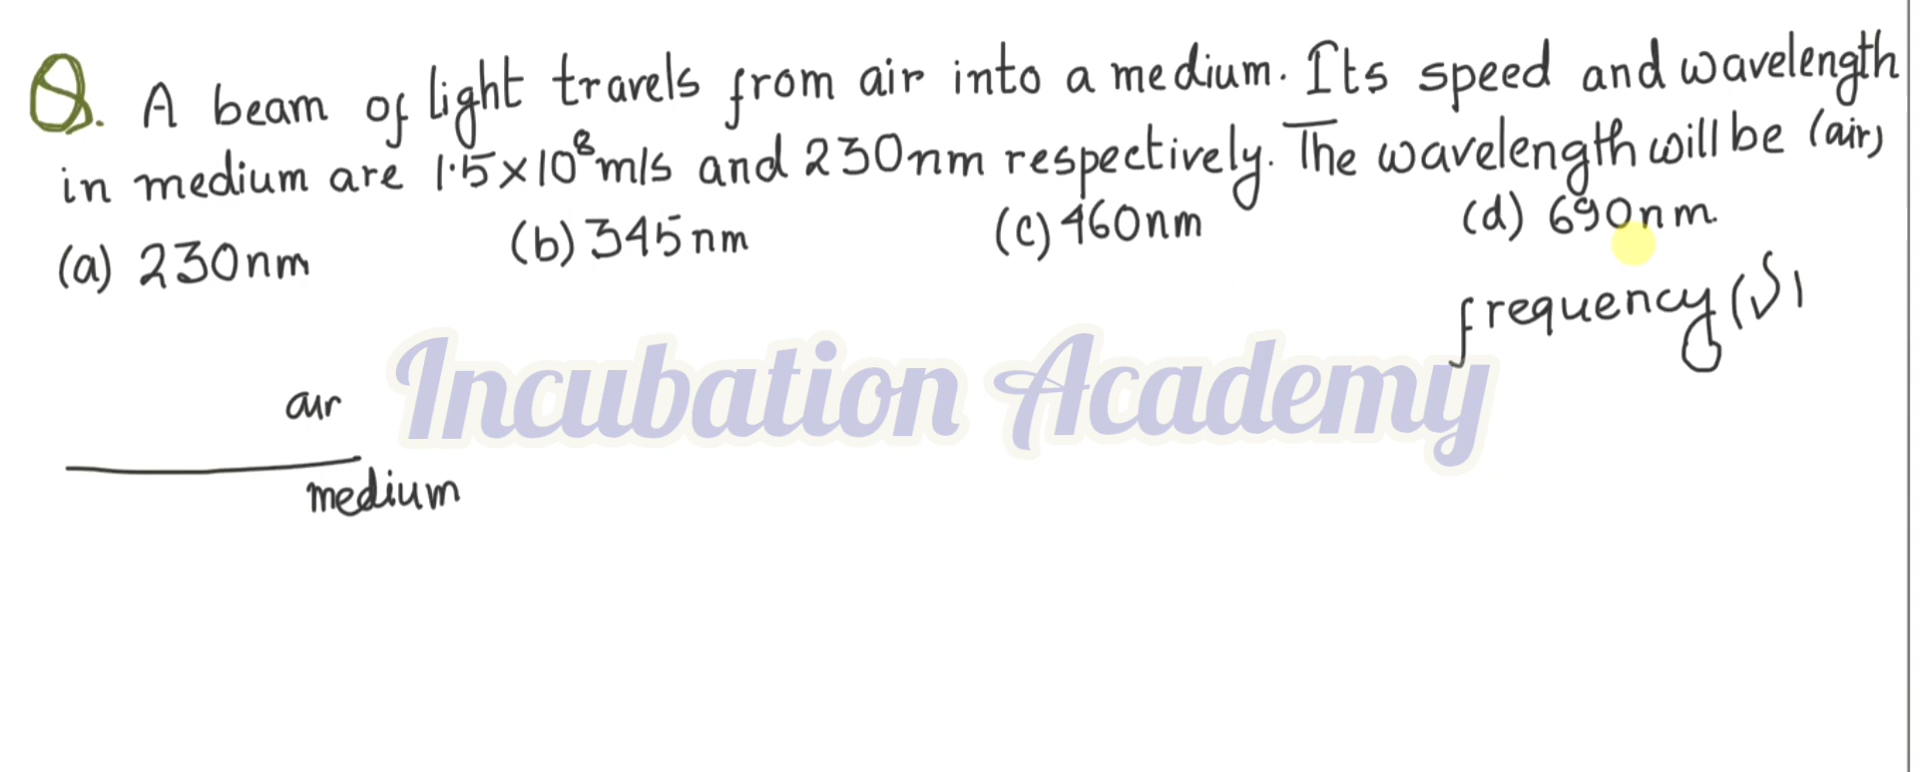 Q. A beam of light travels from air into a medium. Its speed and wavelength
in medium are 1.5×10⁸m/s and 230nm respectively. The wavelength will be (air)
(a) 230nm (b) 345nm (c) 460nm (d) 690nm.
frequency (ν)
Incubation Academy
air
medium